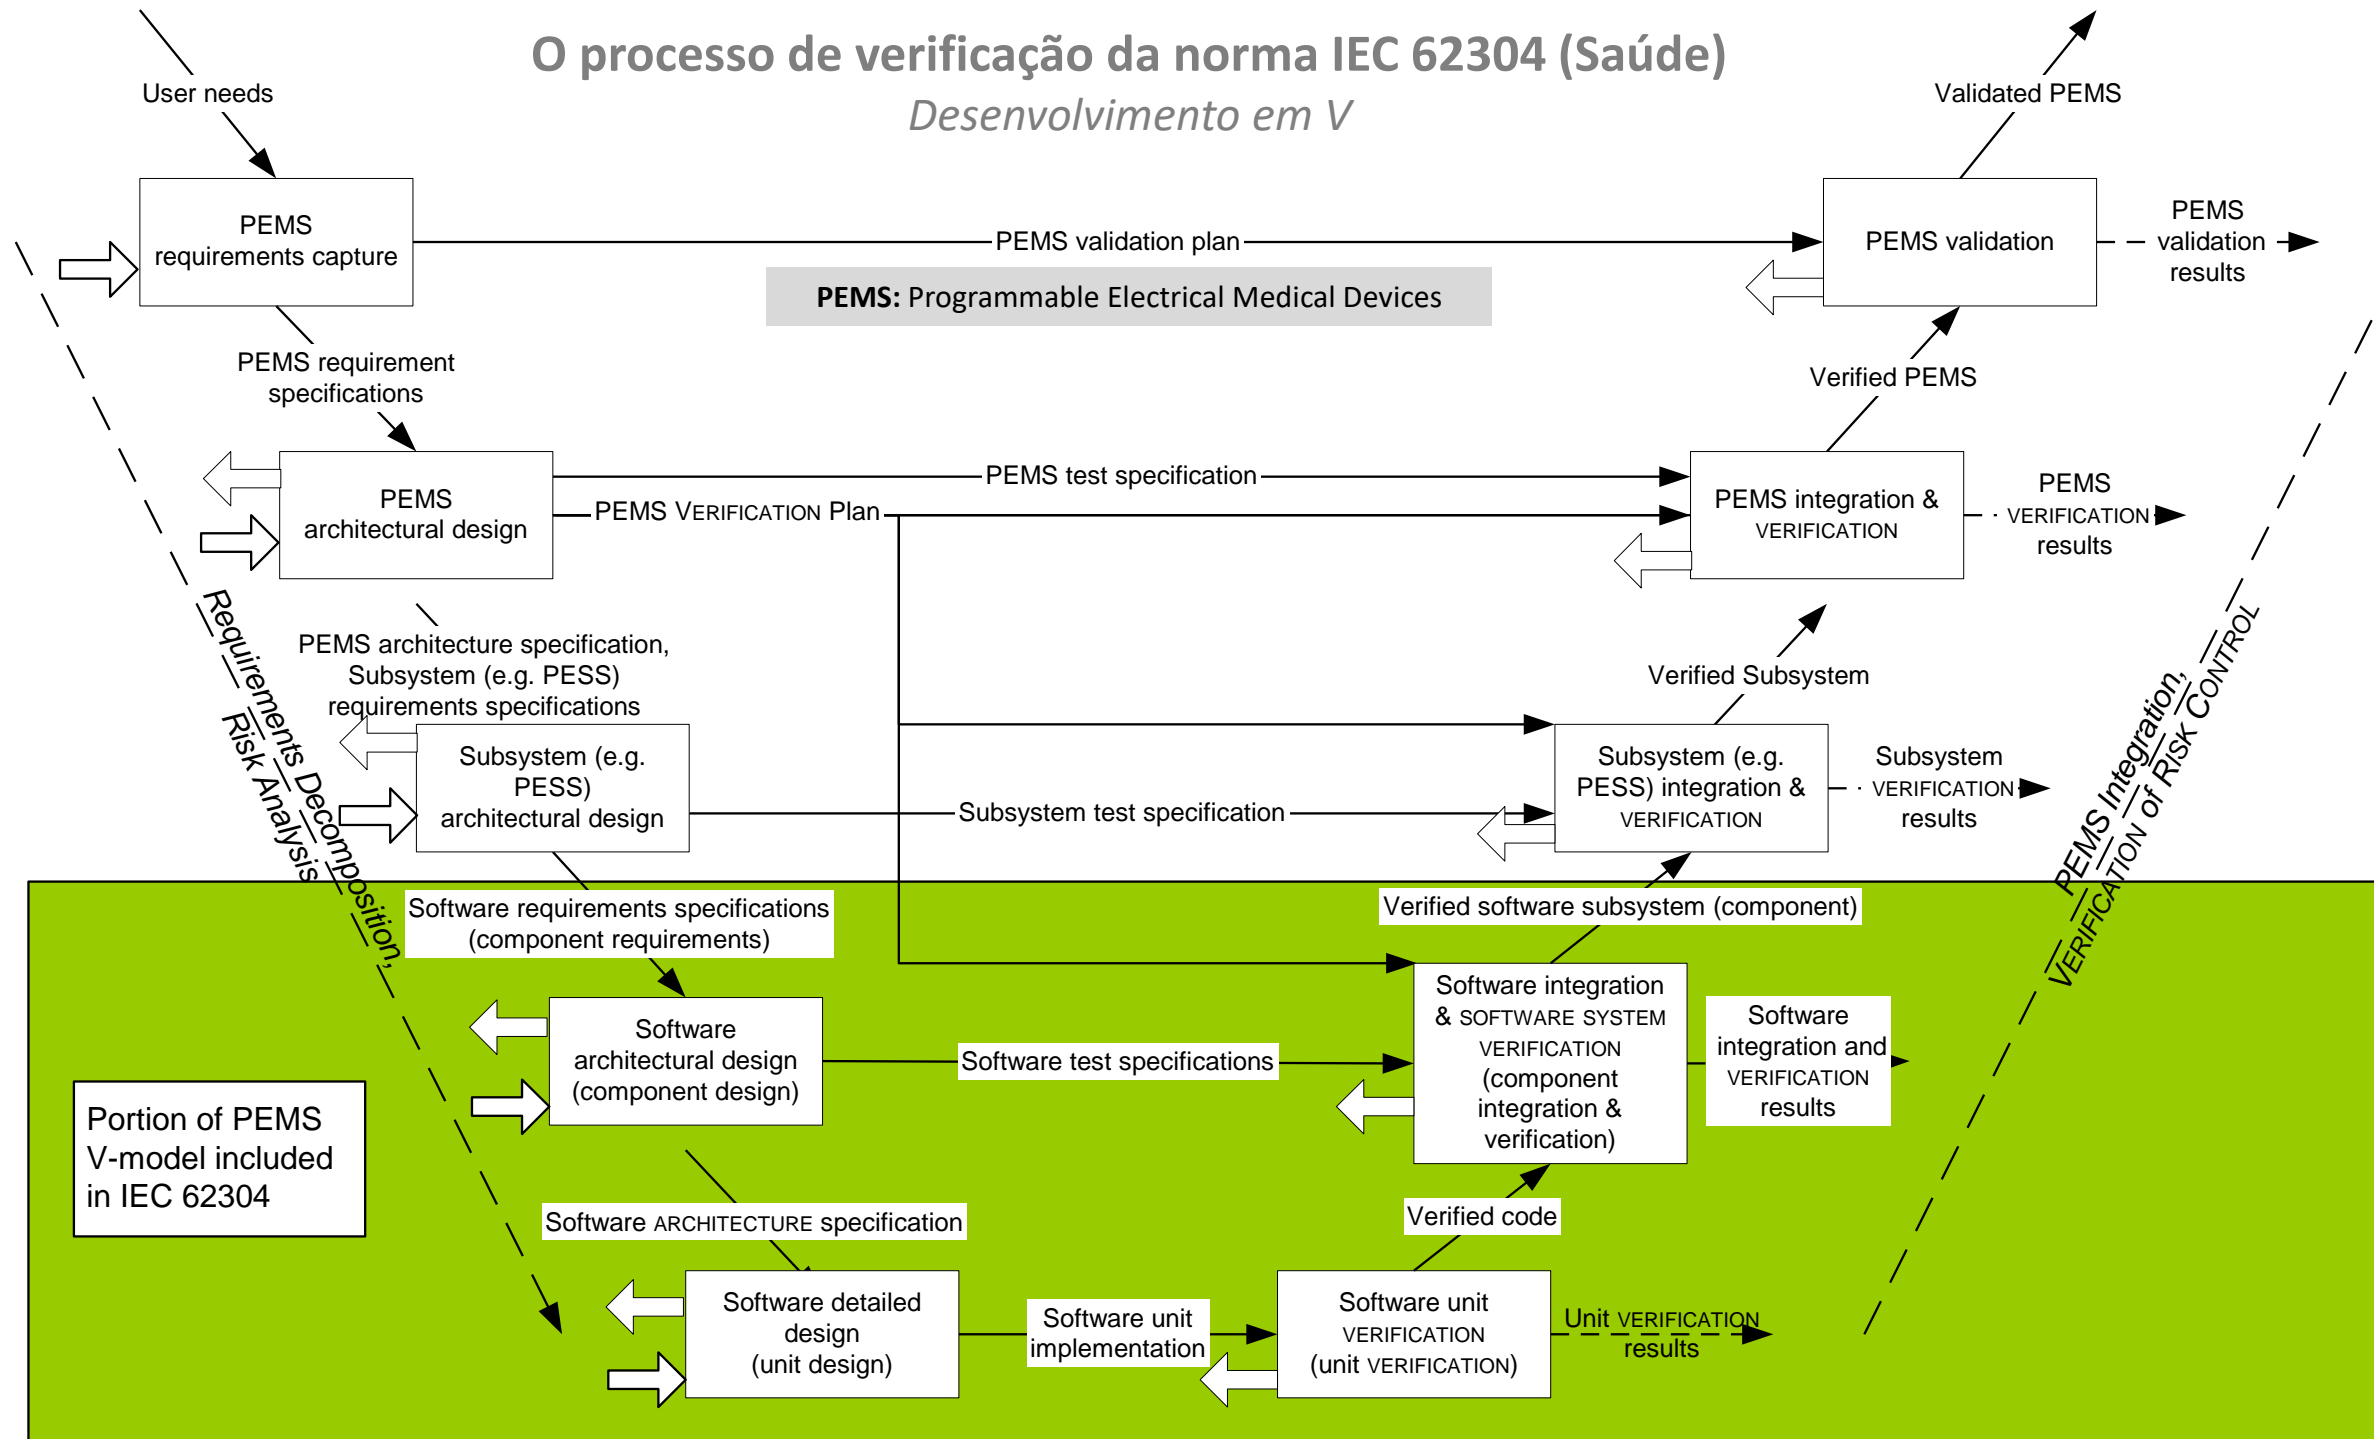 O processo de verificação da norma IEC 62304 (Saúde)
Desenvolvimento em V
User needs
Validated PEMS
PEMS
requirements capture
PEMS validation plan
PEMS validation
PEMS
validation
results
PEMS: Programmable Electrical Medical Devices
PEMS requirement
specifications
Verified PEMS
PEMS
architectural design
PEMS test specification
PEMS VERIFICATION Plan
PEMS integration &
VERIFICATION
PEMS
VERIFICATION
results
Requirements Decomposition,
Risk Analysis
PEMS architecture specification,
Subsystem (e.g. PESS)
requirements specifications
Verified Subsystem
PEMS Integration,
VERIFICATION of RISK CONTROL
Subsystem (e.g.
PESS)
architectural design
Subsystem test specification
Subsystem (e.g.
PESS) integration &
VERIFICATION
Subsystem
VERIFICATION
results
Software requirements specifications
(component requirements)
Verified software subsystem (component)
Software
architectural design
(component design)
Software test specifications
Software integration
& SOFTWARE SYSTEM
VERIFICATION
(component
integration &
verification)
Software
integration and
VERIFICATION
results
Portion of PEMS
V-model included
in IEC 62304
Software ARCHITECTURE specification
Verified code
Software detailed
design
(unit design)
Software unit
implementation
Software unit
VERIFICATION
(unit VERIFICATION)
Unit VERIFICATION
results